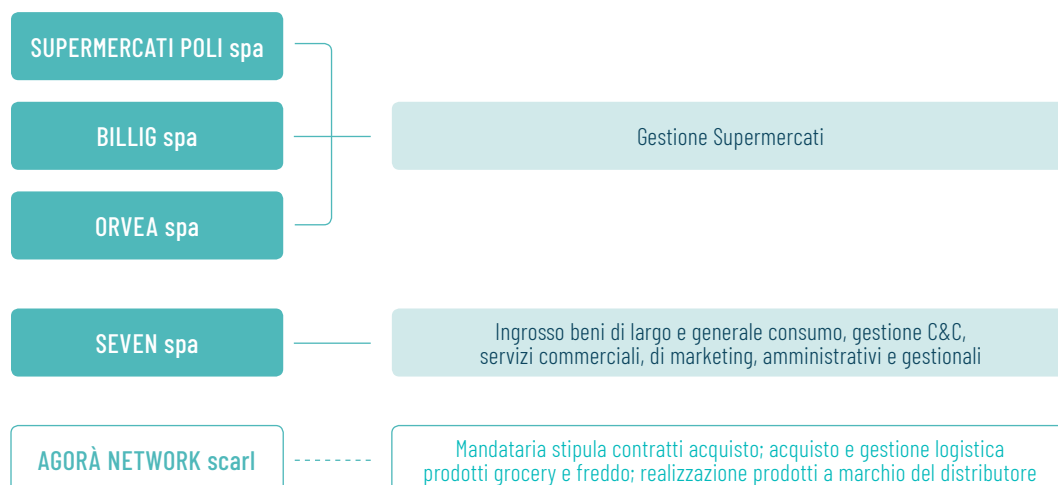 SUPERMERCATI POLI spa
BILLIG spa
Gestione Supermercati
ORVEA spa
SEVEN spa
Ingrosso beni di largo e generale consumo, gestione C&C,
servizi commerciali, di marketing, amministrativi e gestionali
AGORÀ NETWORK scarl
Mandataria stipula contratti acquisto; acquisto e gestione logistica
prodotti grocery e freddo; realizzazione prodotti a marchio del distributore